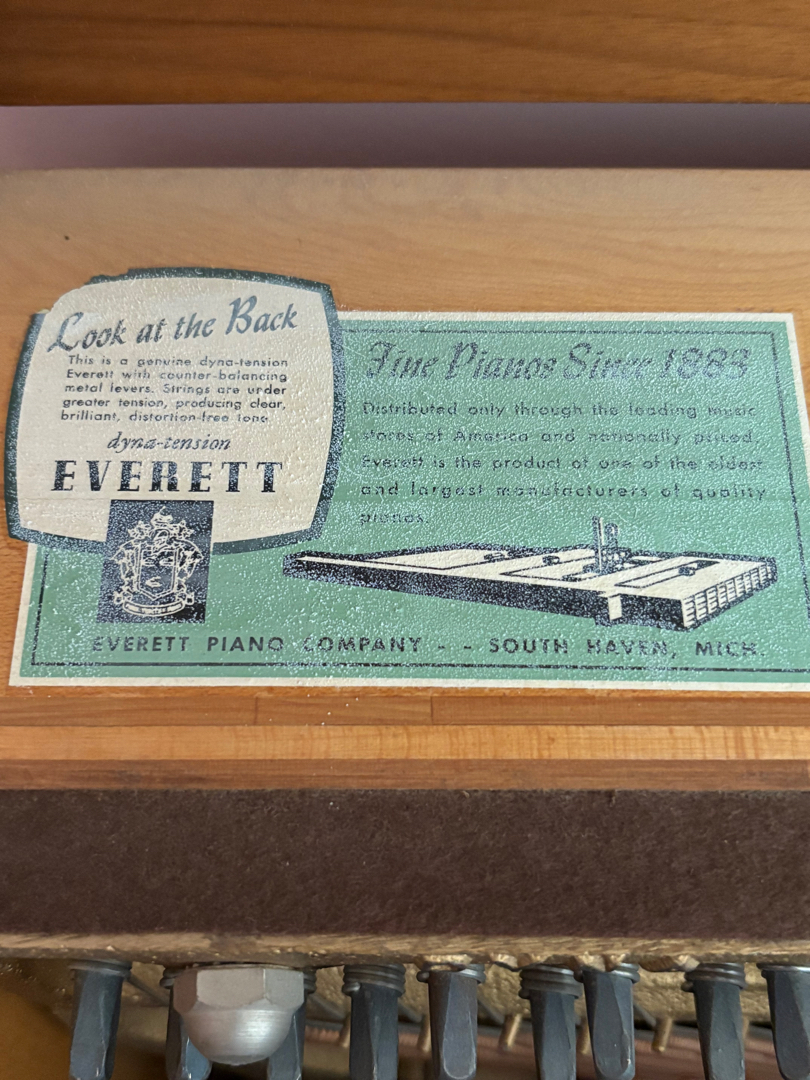 Look at the Back
This is a genuine dyna-tension
Everett with counter-balancing
metal levers. Strings are under
greater tension, producing clear,
brilliant, distortion-free tone
dyna-tension
EVERETT
Fine Pianos Since 1883
Distributed only through the leading music
stores of America and nationally priced,
Everett is the product of one of the oldest
and largest manufacturers of quality
pianos.
EVERETT PIANO COMPANY - - SOUTH HAVEN, MICH.